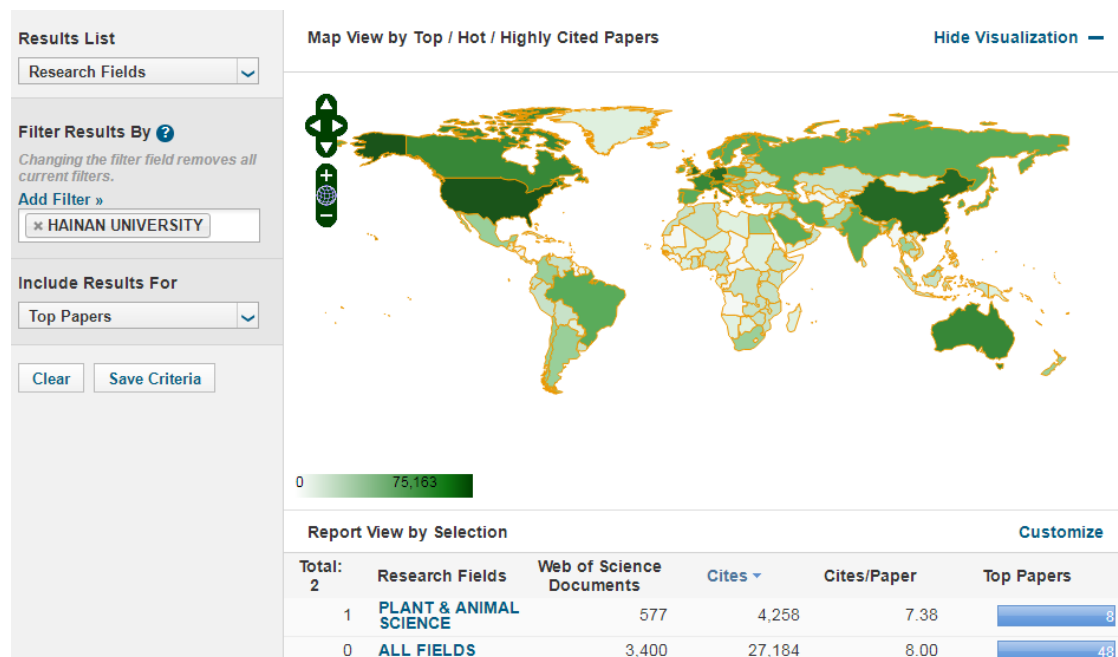 Results List
Research Fields
Filter Results By ?
Changing the filter field removes all
current filters.
Add Filter »
× HAINAN UNIVERSITY
Include Results For
Top Papers
Clear Save Criteria
Map View by Top / Hot / Highly Cited Papers Hide Visualization
0 75,163
Report View by Selection Customize
Total:
2 Research Fields Web of Science
Documents Cites Cites/Paper Top Papers
1 PLANT & ANIMAL
SCIENCE 577 4,258 7.38 8
0 ALL FIELDS 3,400 27,184 8.00 48